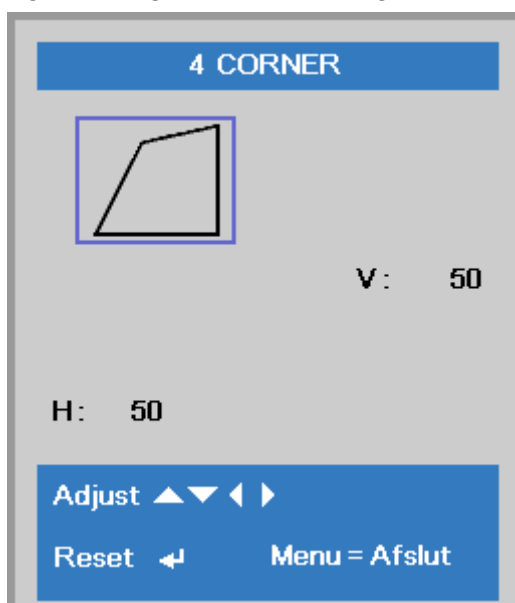 4 CORNER
V: 50
H: 50
Adjust ▲▼◀▶
Reset ↵ Menu = Afslut